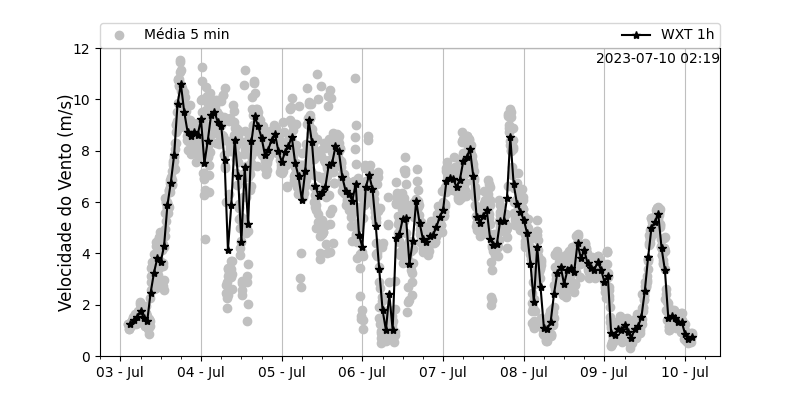 Média 5 min WXT 1h
2023-07-10 02:19
Velocidade do Vento (m/s)
12
10
8
6
4
2
0
03 - Jul 04 - Jul 05 - Jul 06 - Jul 07 - Jul 08 - Jul 09 - Jul 10 - Jul